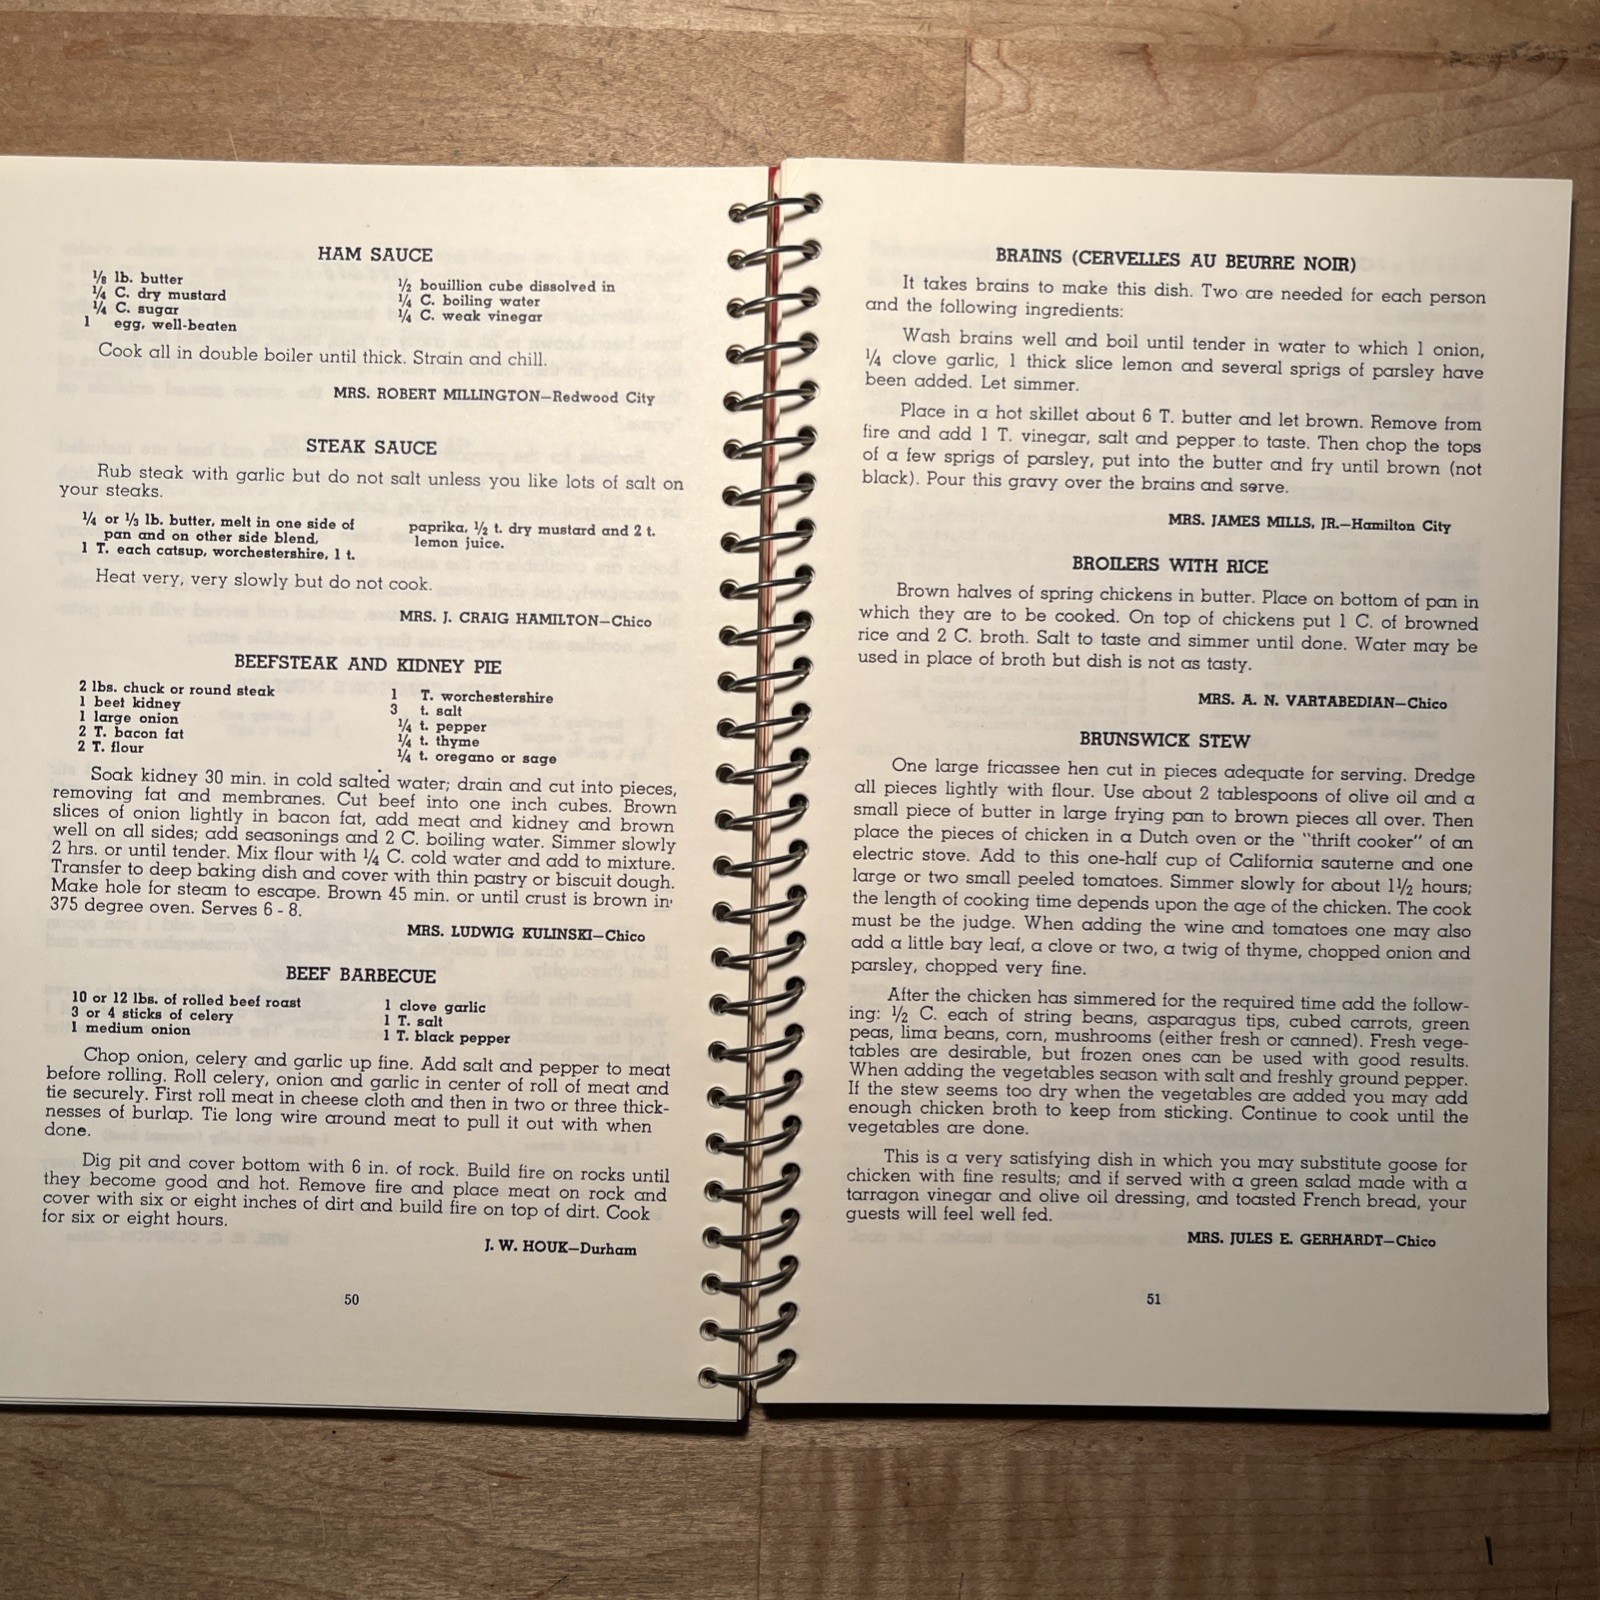 HAM SAUCE
⅛ lb. butter
¼ C. dry mustard
¼ C. sugar
1 egg, well-beaten
½ bouillion cube dissolved in
¼ C. boiling water
¼ C. weak vinegar
Cook all in double boiler until thick. Strain and chill.
MRS. ROBERT MILLINGTON—Redwood City
STEAK SAUCE
Rub steak with garlic but do not salt unless you like lots of salt on
your steaks.
¼ or ⅓ lb. butter, melt in one side of
pan and on other side blend,
1 T. each catsup, worchestershire, 1 t.
paprika, ½ t. dry mustard and 2 t.
lemon juice.
Heat very, very slowly but do not cook.
MRS. J. CRAIG HAMILTON—Chico
BEEFSTEAK AND KIDNEY PIE
2 lbs. chuck or round steak
1 beef kidney
1 large onion
2 T. bacon fat
2 T. flour
1 T. worchestershire
3 t. salt
¼ t. pepper
¼ t. thyme
¼ t. oregano or sage
Soak kidney 30 min. in cold salted water; drain and cut into pieces,
removing fat and membranes. Cut beef into one inch cubes. Brown
slices of onion lightly in bacon fat, add meat and kidney and brown
well on all sides; add seasonings and 2 C. boiling water. Simmer slowly
2 hrs. or until tender. Mix flour with ¼ C. cold water and add to mixture.
Transfer to deep baking dish and cover with thin pastry or biscuit dough.
Make hole for steam to escape. Brown 45 min. or until crust is brown in
375 degree oven. Serves 6 - 8.
MRS. LUDWIG KULINSKI—Chico
BEEF BARBECUE
10 or 12 lbs. of rolled beef roast
3 or 4 sticks of celery
1 medium onion
1 clove garlic
1 T. salt
1 T. black pepper
Chop onion, celery and garlic up fine. Add salt and pepper to meat
before rolling. Roll celery, onion and garlic in center of roll of meat and
tie securely. First roll meat in cheese cloth and then in two or three thick-
nesses of burlap. Tie long wire around meat to pull it out with when
done.
Dig pit and cover bottom with 6 in. of rock. Build fire on rocks until
they become good and hot. Remove fire and place meat on rock and
cover with six or eight inches of dirt and build fire on top of dirt. Cook
for six or eight hours.
J. W. HOUK—Durham
50
BRAINS (CERVELLES AU BEURRE NOIR)
It takes brains to make this dish. Two are needed for each person
and the following ingredients:
Wash brains well and boil until tender in water to which 1 onion,
¼ clove garlic, 1 thick slice lemon and several sprigs of parsley have
been added. Let simmer.
Place in a hot skillet about 6 T. butter and let brown. Remove from
fire and add 1 T. vinegar, salt and pepper to taste. Then chop the tops
of a few sprigs of parsley, put into the butter and fry until brown (not
black). Pour this gravy over the brains and serve.
MRS. JAMES MILLS, JR.—Hamilton City
BROILERS WITH RICE
Brown halves of spring chickens in butter. Place on bottom of pan in
which they are to be cooked. On top of chickens put 1 C. of browned
rice and 2 C. broth. Salt to taste and simmer until done. Water may be
used in place of broth but dish is not as tasty.
MRS. A. N. VARTABEDIAN—Chico
BRUNSWICK STEW
One large fricassee hen cut in pieces adequate for serving. Dredge
all pieces lightly with flour. Use about 2 tablespoons of olive oil and a
small piece of butter in large frying pan to brown pieces all over. Then
place the pieces of chicken in a Dutch oven or the "thrift cooker" of an
electric stove. Add to this one-half cup of California sauterne and one
large or two small peeled tomatoes. Simmer slowly for about 1½ hours;
the length of cooking time depends upon the age of the chicken. The cook
must be the judge. When adding the wine and tomatoes one may also
add a little bay leaf, a clove or two, a twig of thyme, chopped onion and
parsley, chopped very fine.
After the chicken has simmered for the required time add the follow-
ing: ½ C. each of string beans, asparagus tips, cubed carrots, green
peas, lima beans, corn, mushrooms (either fresh or canned). Fresh vege-
tables are desirable, but frozen ones can be used with good results.
When adding the vegetables season with salt and freshly ground pepper.
If the stew seems too dry when the vegetables are added you may add
enough chicken broth to keep from sticking. Continue to cook until the
vegetables are done.
This is a very satisfying dish in which you may substitute goose for
chicken with fine results; and if served with a green salad made with a
tarragon vinegar and olive oil dressing, and toasted French bread, your
guests will feel well fed.
MRS. JULES E. GERHARDT—Chico
51